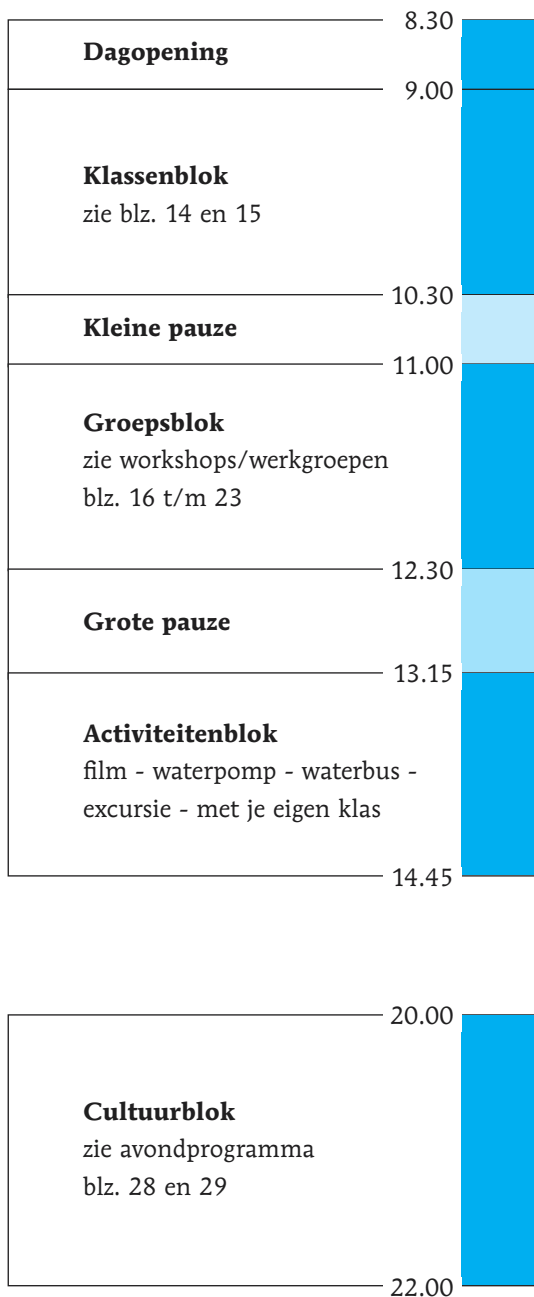 8.30
Dagopening
9.00
Klassenblok
zie blz. 14 en 15
10.30
Kleine pauze
11.00
Groepsblok
zie workshops/werkgroepen
blz. 16 t/m 23
12.30
Grote pauze
13.15
Activiteitenblok
film - waterpomp - waterbus -
excursie - met je eigen klas
14.45
20.00
Cultuurblok
zie avondprogramma
blz. 28 en 29
22.00